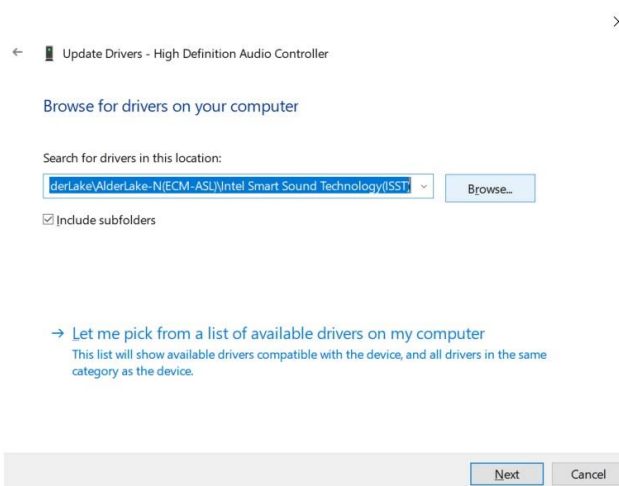 Update Drivers - High Definition Audio Controller
Browse for drivers on your computer
Search for drivers in this location:
derLake\AlderLake-N(ECM-ASL)\Intel Smart Sound Technology(ISST)
Browse...
Include subfolders
→ Let me pick from a list of available drivers on my computer
This list will show available drivers compatible with the device, and all drivers in the same
category as the device.
Next
Cancel